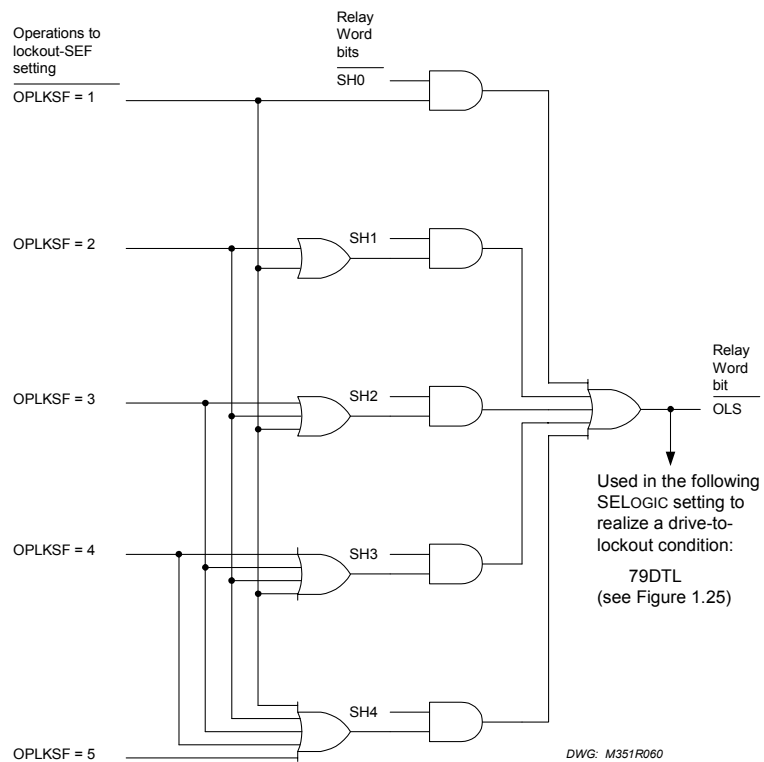 Operations to
lockout-SEF
setting
Relay
Word
bits
SH0
OPLKSF = 1
OPLKSF = 2
SH1
OPLKSF = 3
SH2
Relay
Word
bit
OLS
Used in the following
SELOGIC setting to
realize a drive-to-
lockout condition:
79DTL
(see Figure 1.25)
OPLKSF = 4
SH3
SH4
OPLKSF = 5
DWG: M351R060